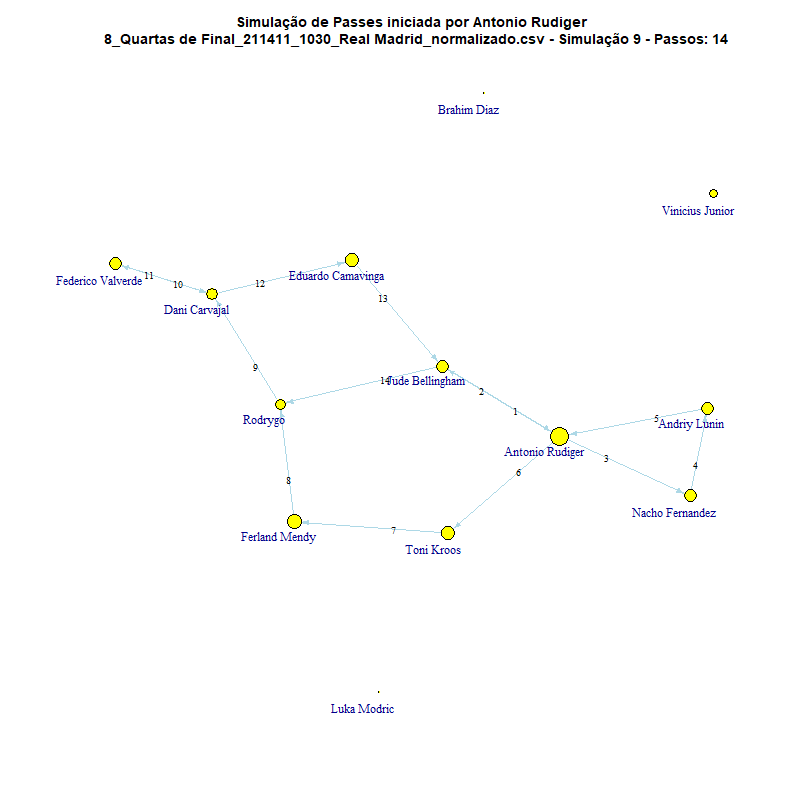 Simulação de Passes iniciada por Antonio Rudiger
8_Quartas de Final_211411_1030_Real Madrid_normalizado.csv - Simulação 9 - Passos: 14
Brahim Diaz
Vinicius Junior
Federico Valverde
11
10
Dani Carvajal
12
Eduardo Camavinga
13
9
14
Jude Bellingham
2
1
Rodrygo
5
Andriy Lunin
Antonio Rudiger
3
4
6
8
Nacho Fernandez
7
Ferland Mendy
Toni Kroos
Luka Modric